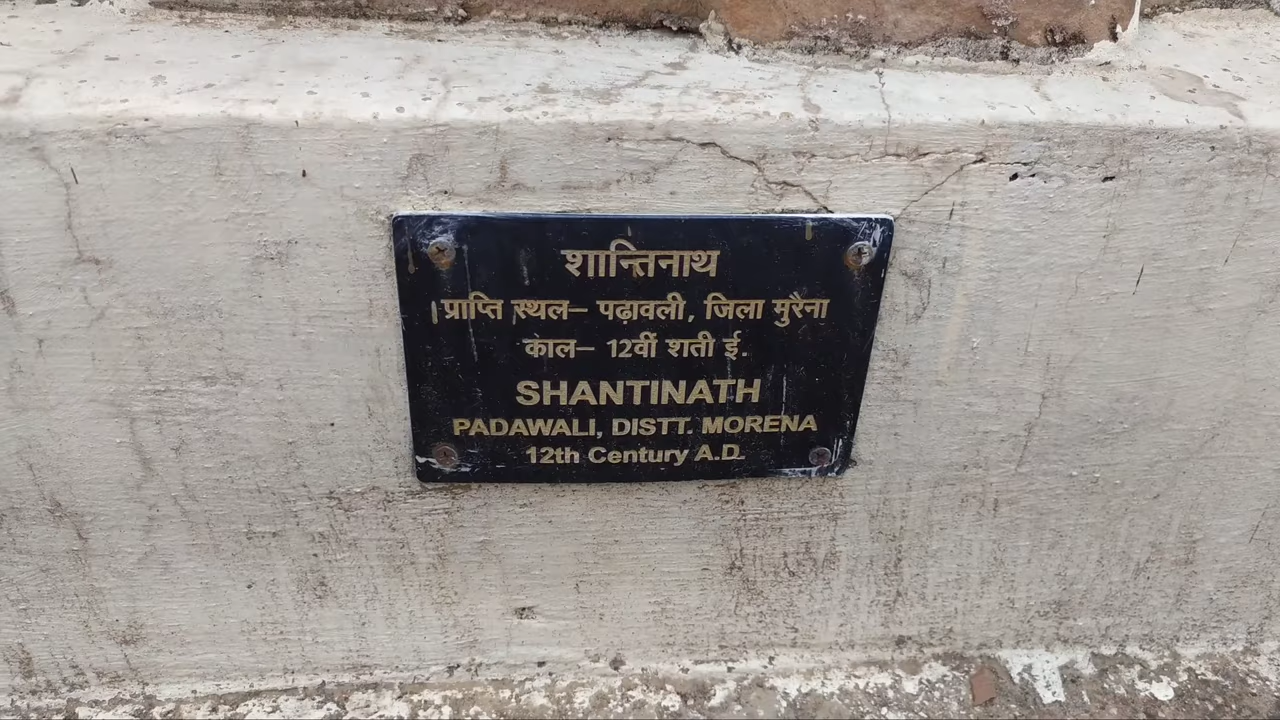 शान्तिनाथ
प्राप्ति स्थल– पढ़ावली, जिला मुरैना
काल– 12वीं शती ई.
SHANTINATH
PADAWALI, DISTT. MORENA
12th Century A.D.